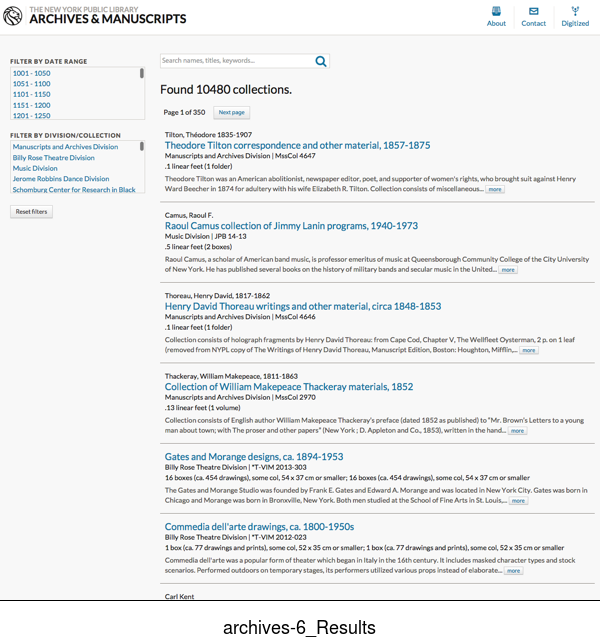 THE NEW YORK PUBLIC LIBRARY
ARCHIVES & MANUSCRIPTS
About
Contact
Digitized
FILTER BY DATE RANGE
1001 - 1050
1051 - 1100
1101 - 1150
1151 - 1200
1201 - 1250
FILTER BY DIVISION/COLLECTION
Manuscripts and Archives Division
Billy Rose Theatre Division
Music Division
Jerome Robbins Dance Division
Schomburg Center for Research in Black
Reset filters
Search names, titles, keywords...
Found 10480 collections.
Page 1 of 350
Next page
Tilton, Théodore 1835-1907
Theodore Tilton correspondence and other material, 1857-1875
Manuscripts and Archives Division | MssCol 4647
.1 linear feet (1 folder)
Theodore Tilton was an American abolitionist, newspaper editor, poet, and supporter of women's rights, who brought suit against Henry
Ward Beecher in 1874 for adultery with his wife Elizabeth R. Tilton. Collection consists of miscellaneous... more
Camus, Raoul F.
Raoul Camus collection of Jimmy Lanin programs, 1940-1973
Music Division | JPB 14-13
.5 linear feet (2 boxes)
Raoul Camus, a scholar of American band music, is professor emeritus of music at Queensborough Community College of the City University
of New York. He has published several books on the history of military bands and secular music in the United... more
Thoreau, Henry David, 1817-1862
Henry David Thoreau writings and other material, circa 1848-1853
Manuscripts and Archives Division | MssCol 4646
.1 linear feet (1 folder)
Collection consists of holograph fragments by Henry David Thoreau: from Cape Cod, Chapter V, The Wellfleet Oysterman, 2 p. on 1 leaf
(removed from NYPL copy of The Writings of Henry David Thoreau, Manuscript Edition, Boston: Houghton, Mifflin,... more
Thackeray, William Makepeace, 1811-1863
Collection of William Makepeace Thackeray materials, 1852
Manuscripts and Archives Division | MssCol 2970
.13 linear feet (1 volume)
Collection consists of English author William Makepeace Thackeray's preface (dated 1852 as published) to "Mr. Brown's Letters to a young
man about town; with The proser and other papers" (New York ; D. Appleton and Co., 1853), written in the hand... more
Gates and Morange designs, ca. 1894-1953
Billy Rose Theatre Division | *T-VIM 2013-303
16 boxes (ca. 454 drawings), some col, 54 x 37 cm or smaller; 16 boxes (ca. 454 drawings), some col, 54 x 37 cm or smaller
The Gates and Morange Studio was founded by Frank E. Gates and Edward A. Morange and was located in New York City. Gates was born in
Chicago and Morange was born in Bronxville, New York. Both men studied at the School of Fine Arts in St. Louis,... more
Commedia dell'arte drawings, ca. 1800-1950s
Billy Rose Theatre Division | *T-VIM 2012-023
1 box (ca. 77 drawings and prints), some col, 52 x 35 cm or smaller; 1 box (ca. 77 drawings and prints), some col, 52 x 35 cm or smaller
Commedia dell'arte was a popular form of theater which began in Italy in the 16th century. It includes masked character types and stock
scenarios. Performed outdoors on temporary stages, its performers utilized various props instead of elaborate... more
Carl Kent
archives-6_Results